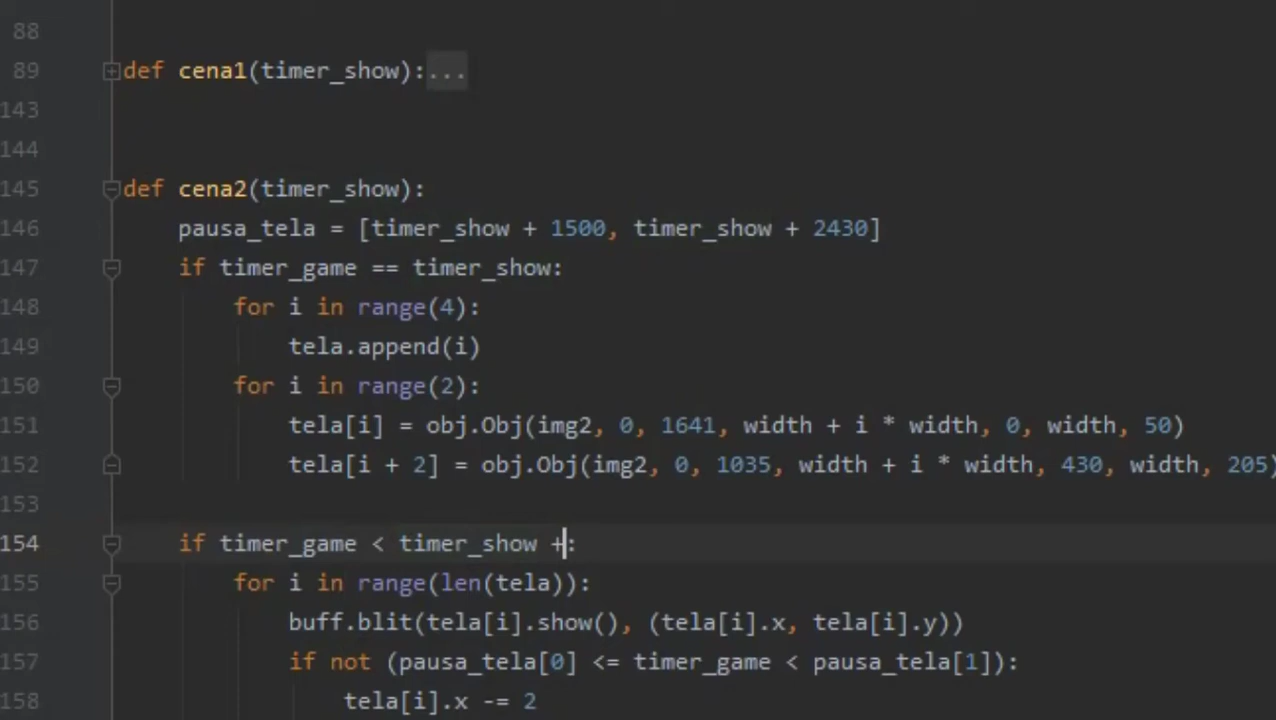 88
89 def cena1(timer_show):...
143
144
145 def cena2(timer_show):
146 pausa_tela = [timer_show + 1500, timer_show + 2430]
147 if timer_game == timer_show:
148 for i in range(4):
149 tela.append(i)
150 for i in range(2):
151 tela[i] = obj.Obj(img2, 0, 1641, width + i * width, 0, width, 50)
152 tela[i + 2] = obj.Obj(img2, 0, 1035, width + i * width, 430, width, 205)
153
154 if timer_game < timer_show +:
155 for i in range(len(tela)):
156 buff.blit(tela[i].show(), (tela[i].x, tela[i].y))
157 if not (pausa_tela[0] <= timer_game < pausa_tela[1]):
158 tela[i].x -= 2